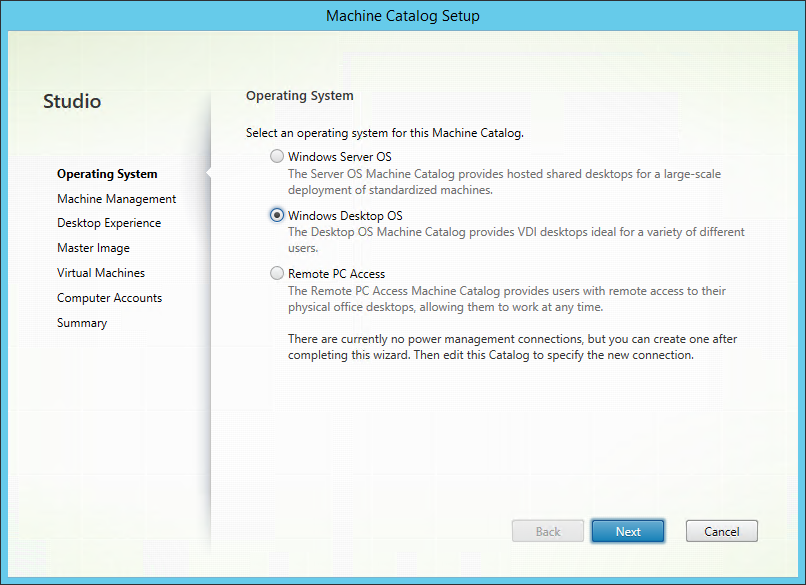 Machine Catalog Setup
Studio
Operating System
Machine Management
Desktop Experience
Master Image
Virtual Machines
Computer Accounts
Summary
Operating System
Select an operating system for this Machine Catalog.
Windows Server OS
The Server OS Machine Catalog provides hosted shared desktops for a large-scale
deployment of standardized machines.
Windows Desktop OS
The Desktop OS Machine Catalog provides VDI desktops ideal for a variety of different
users.
Remote PC Access
The Remote PC Access Machine Catalog provides users with remote access to their
physical office desktops, allowing them to work at any time.
There are currently no power management connections, but you can create one after
completing this wizard. Then edit this Catalog to specify the new connection.
Back
Next
Cancel